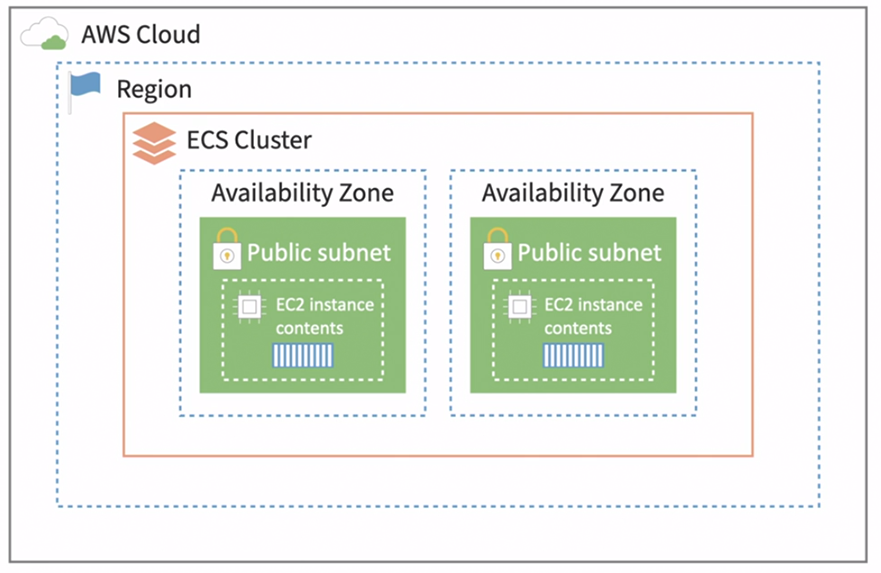 AWS Cloud
Region
ECS Cluster
Availability Zone
Public subnet
EC2 instance
contents
Availability Zone
Public subnet
EC2 instance
contents